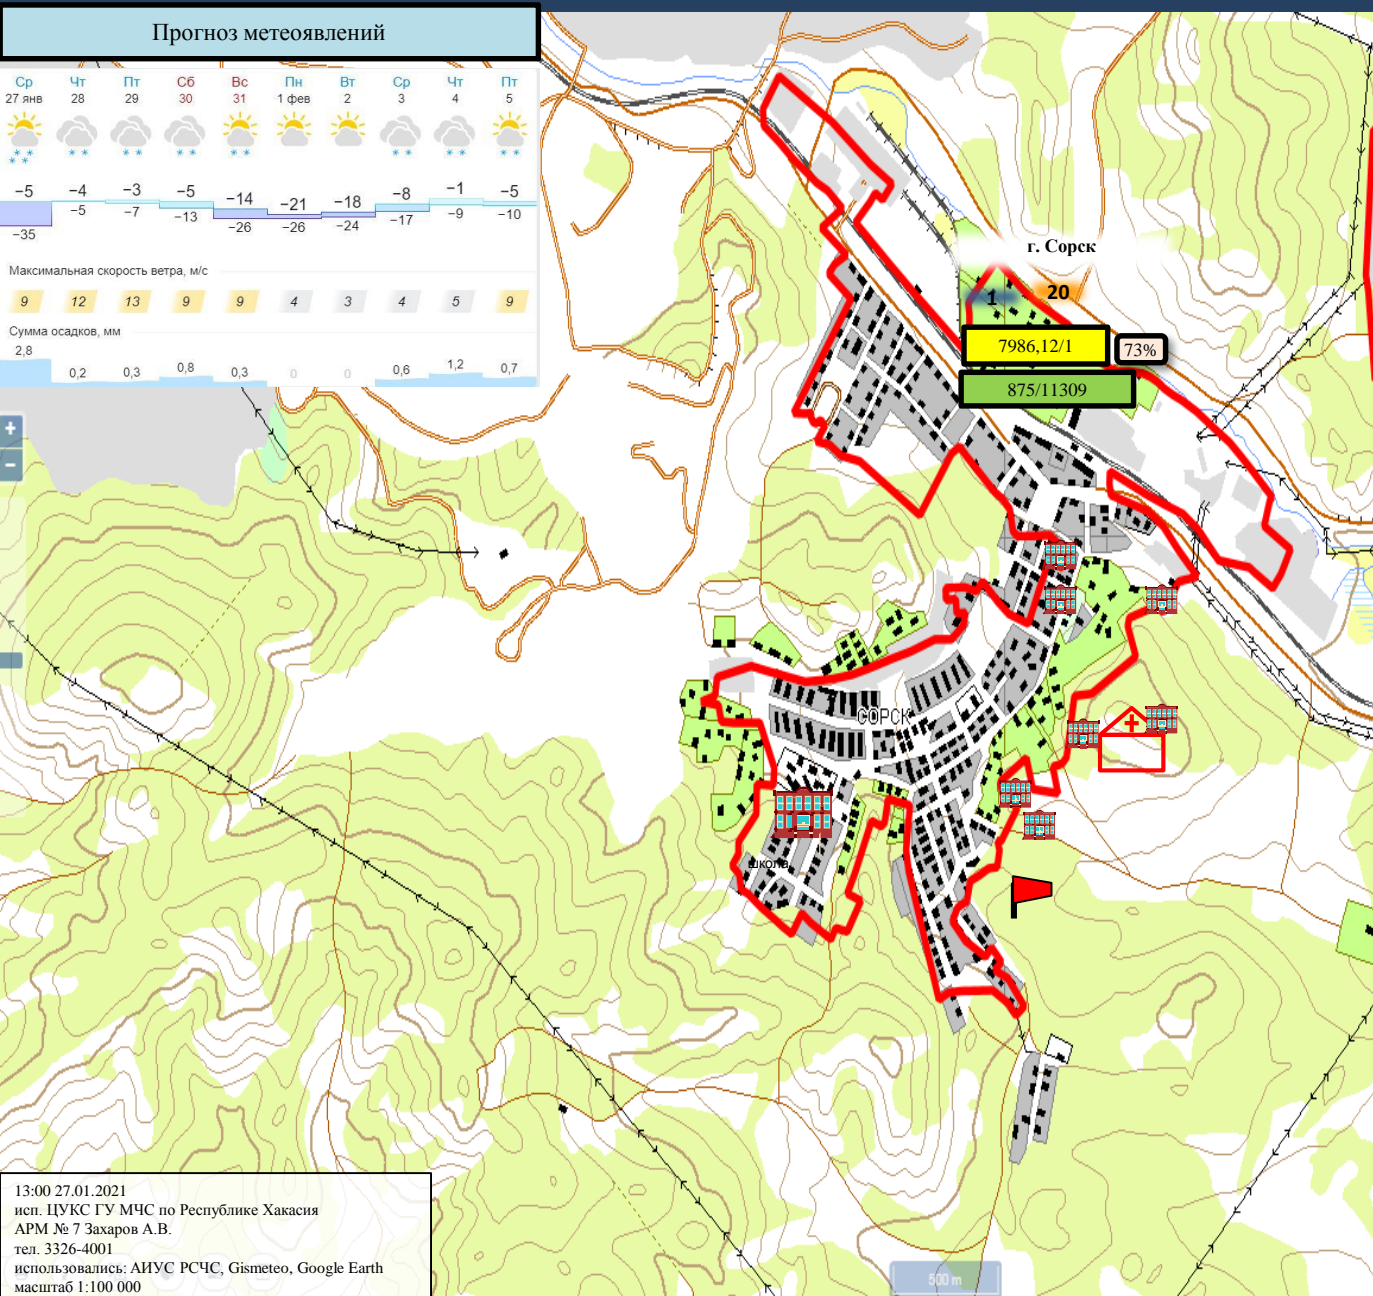 Прогноз метеоявлений
Ср Чт Пт Сб Вс Пн Вт Ср Чт Пт
27 янв 28 29 30 31 1 фев 2 3 4 5
−5 −4 −3 −5 −14 −21 −18 −8 −1 −5
−35 −5 −7 −13 −26 −26 −24 −17 −9 −10
Максимальная скорость ветра, м/с
9 12 13 9 9 4 3 4 5 9
Сумма осадков, мм
2,8 0,2 0,3 0,8 0,3 0 0 0,6 1,2 0,7
+
−
г. Сорск
1 20
7986,12/1 73%
875/11309
СОРСК
школа
13:00 27.01.2021
исп. ЦУКС ГУ МЧС по Республике Хакасия
АРМ № 7 Захаров А.В.
тел. 3326-4001
использовались: АИУС РСЧС, Gismeteo, Google Earth
масштаб 1:100 000
500 m